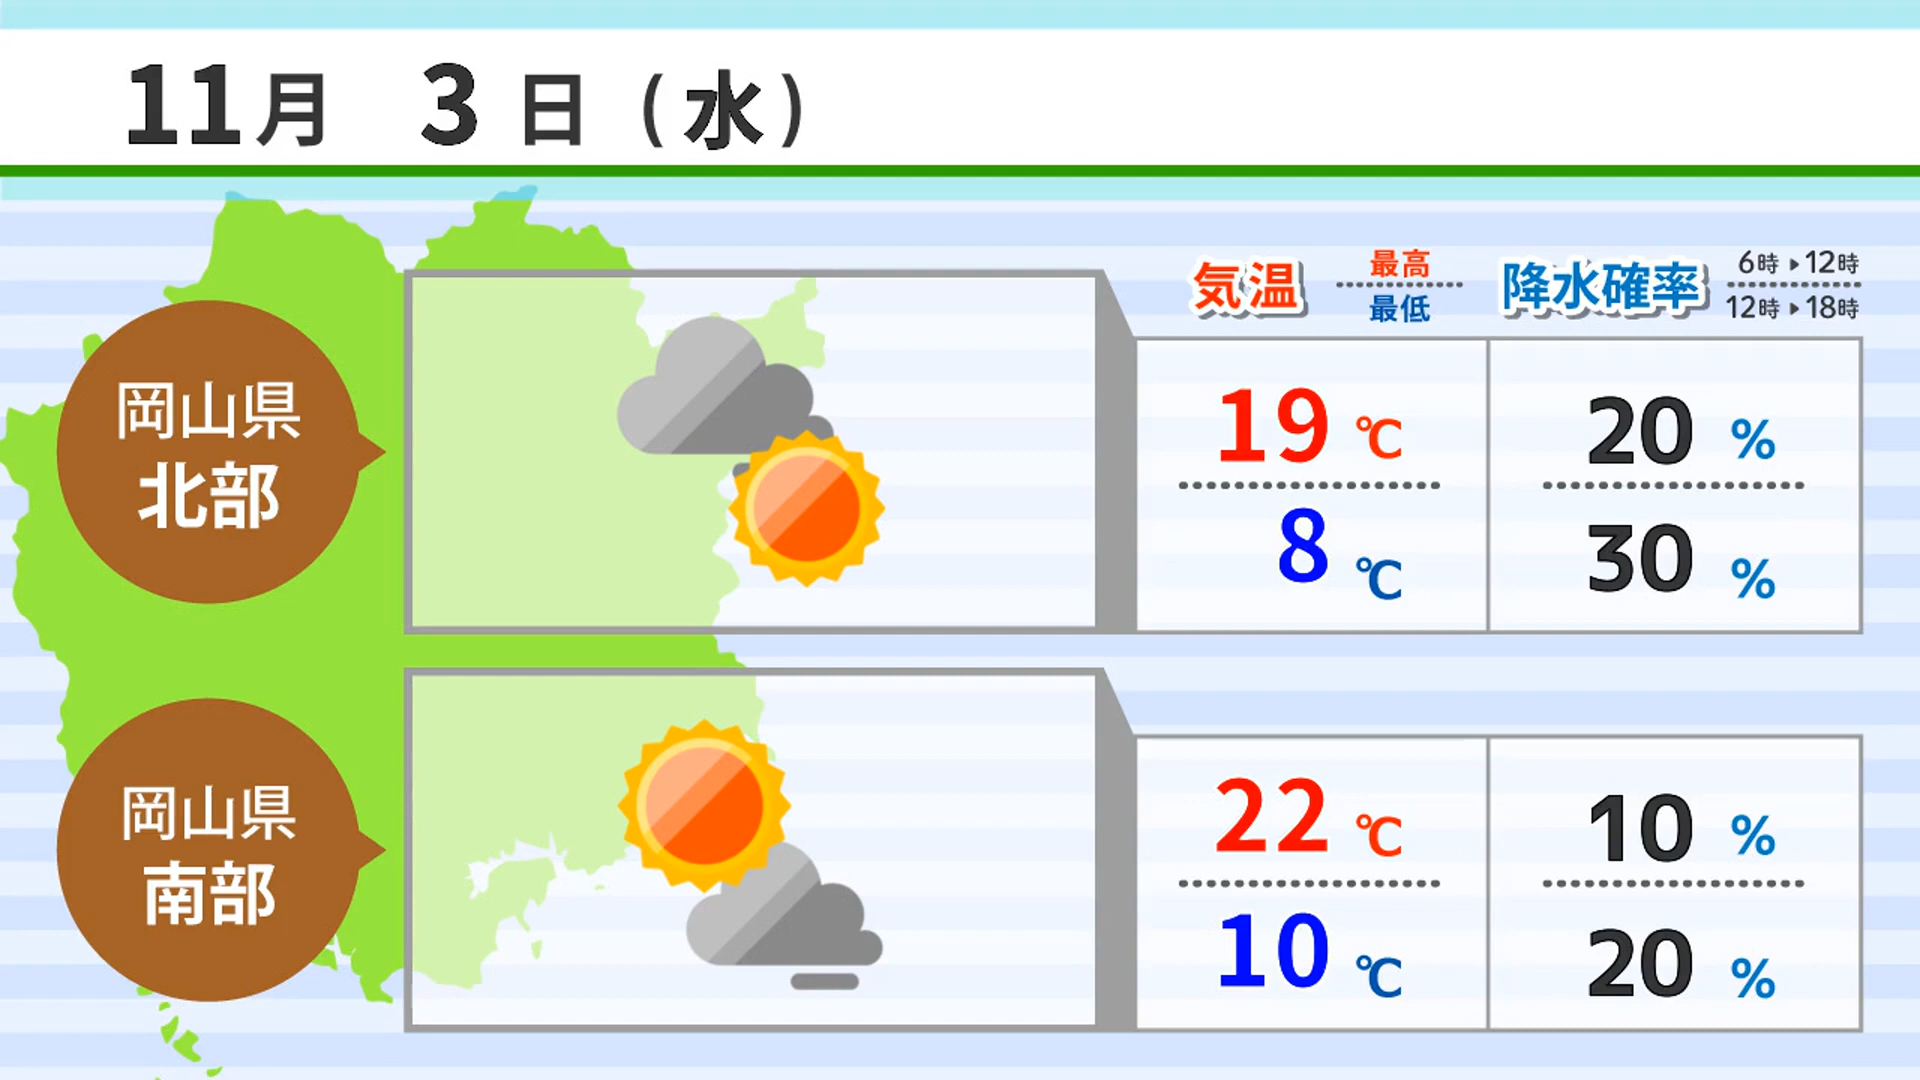 11月 3日（水）
気温 最高 最低
降水確率 6時▶12時 12時▶18時
岡山県
北部
19℃ 20%
8℃ 30%
岡山県
南部
22℃ 10%
10℃ 20%